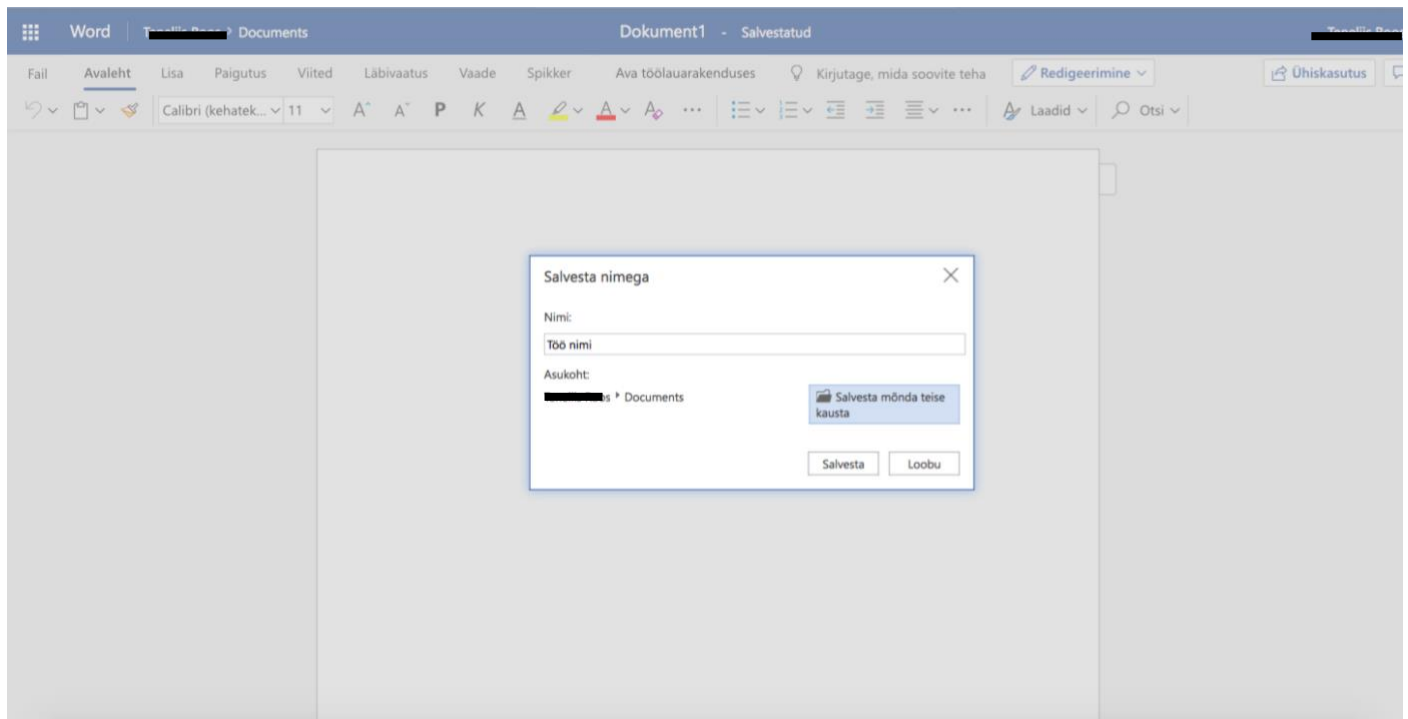 Word Documents Dokument1 - Salvestatud
Fail Avaleht Lisa Paigutus Viited Läbivaatus Vaade Spikker Ava töölauarakenduses Kirjutage, mida soovite teha Redigeerimine Ühiskasutus
Calibri (kehatek... 11 A A P K A A A Laadid Otsi
Salvesta nimega
Nimi:
Töö nimi
Asukoht:
Documents
Salvesta mõnda teise
kausta
Salvesta Loobu